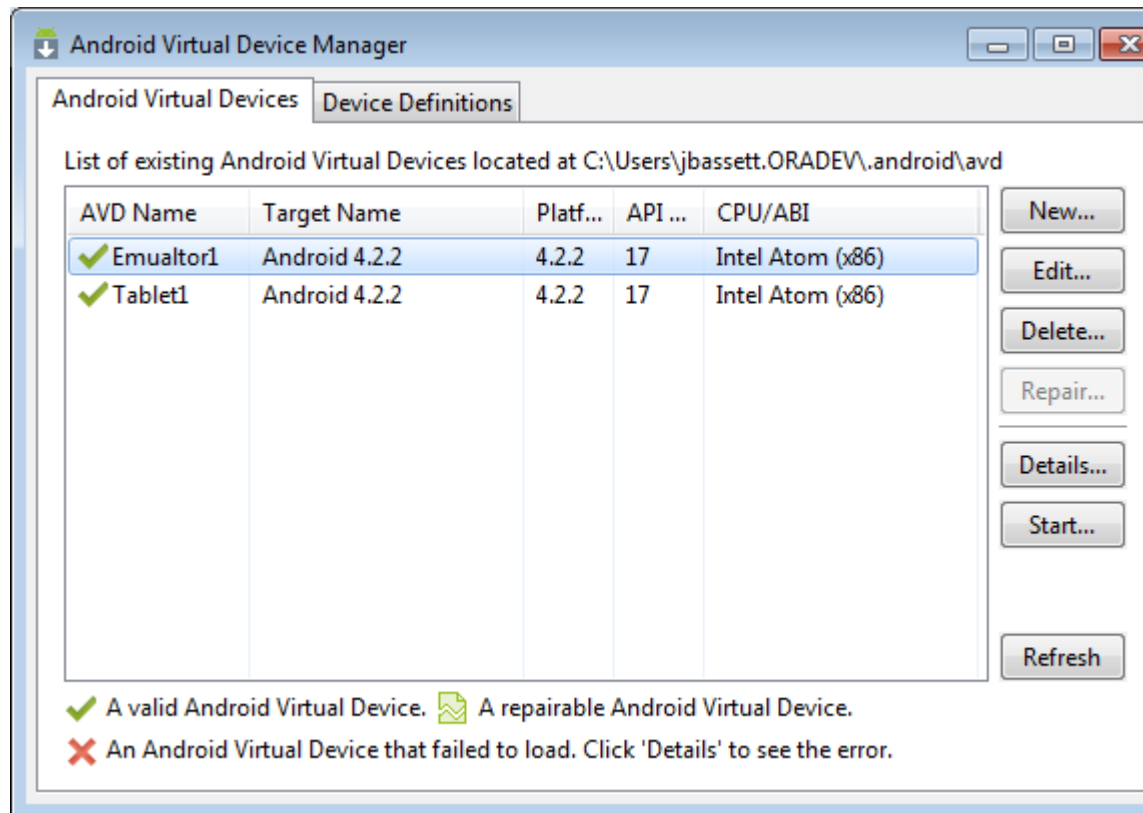 Android Virtual Device Manager
Android Virtual Devices Device Definitions
List of existing Android Virtual Devices located at C:\Users\jbassett.ORADEV\.android\avd
AVD Name Target Name Platf... API ... CPU/ABI New...
Emualtor1 Android 4.2.2 4.2.2 17 Intel Atom (x86)
Edit...
Tablet1 Android 4.2.2 4.2.2 17 Intel Atom (x86)
Delete...
Repair...
Details...
Start...
Refresh
A valid Android Virtual Device. A repairable Android Virtual Device.
An Android Virtual Device that failed to load. Click 'Details' to see the error.